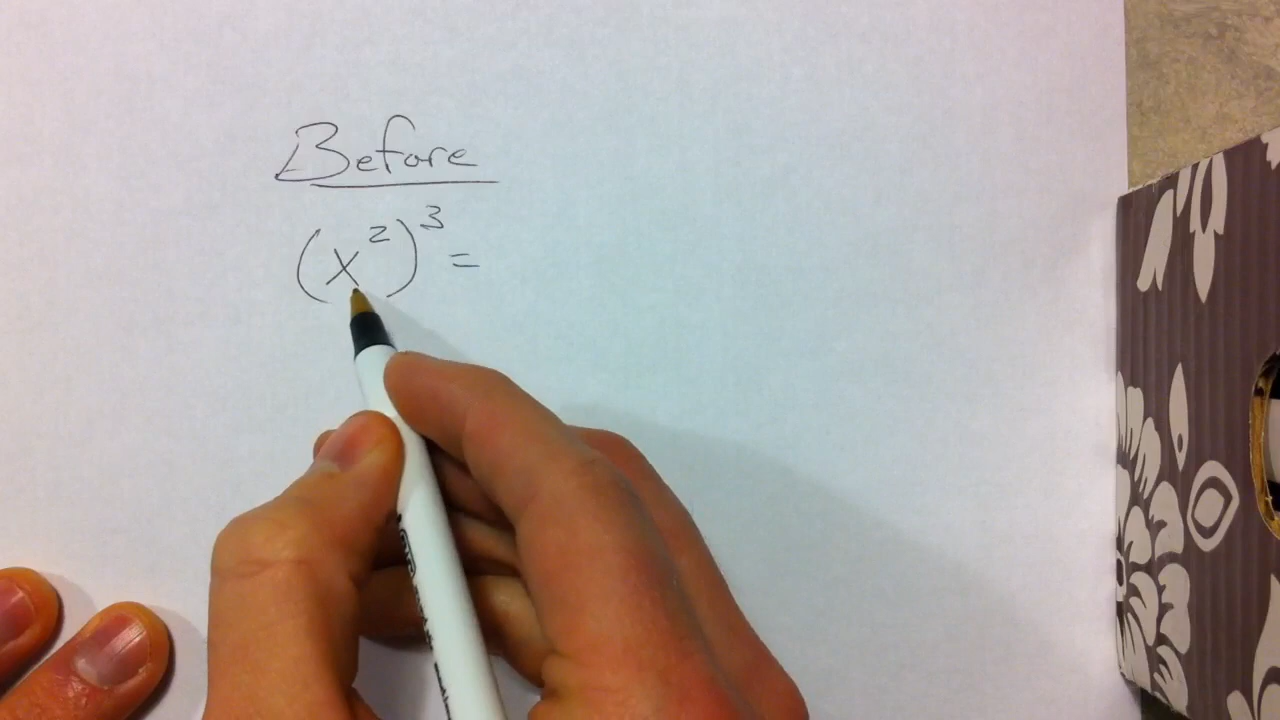 Before
(x²)³ =